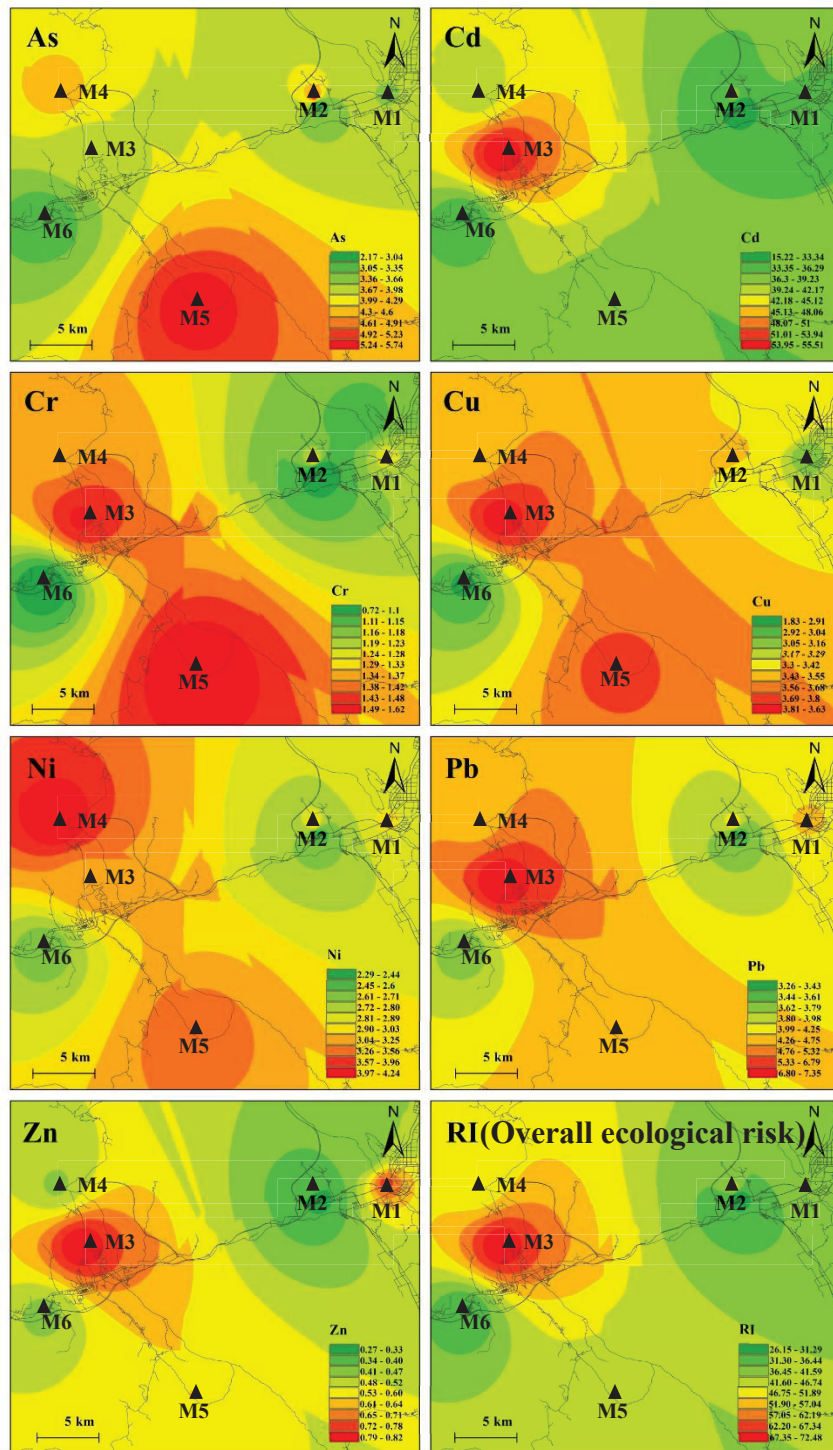 As
N
M4
M2
M1
M3
M6
M5
As
2.17 - 3.04
3.05 - 3.35
3.36 - 3.66
3.67 - 3.98
3.99 - 4.29
4.3 - 4.6
4.61 - 4.91
4.92 - 5.23
5.24 - 5.74
5 km
Cd
N
M4
M2
M1
M3
M6
M5
Cd
15.22 - 33.34
33.35 - 36.29
36.3 - 39.23
39.24 - 42.17
42.18 - 45.12
45.13 - 48.06
48.07 - 51
51.01 - 53.94
53.95 - 55.51
5 km
Cr
N
M4
M2
M1
M3
M6
M5
Cr
0.72 - 1.1
1.11 - 1.15
1.16 - 1.18
1.19 - 1.23
1.24 - 1.28
1.29 - 1.33
1.34 - 1.37
1.38 - 1.42
1.43 - 1.48
1.49 - 1.62
5 km
Cu
N
M4
M2
M1
M3
M6
M5
Cu
1.83 - 2.91
2.92 - 3.04
3.05 - 3.16
3.17 - 3.29
3.3 - 3.42
3.43 - 3.55
3.56 - 3.68
3.69 - 3.8
3.81 - 3.63
5 km
Ni
N
M4
M2
M1
M3
M6
M5
Ni
2.29 - 2.44
2.45 - 2.6
2.61 - 2.71
2.72 - 2.80
2.81 - 2.89
2.90 - 3.03
3.04 - 3.25
3.26 - 3.56
3.57 - 3.96
3.97 - 4.24
5 km
Pb
N
M4
M2
M1
M3
M6
M5
Pb
3.26 - 3.43
3.44 - 3.61
3.62 - 3.79
3.80 - 3.98
3.99 - 4.25
4.26 - 4.75
4.76 - 5.32
5.33 - 6.79
6.80 - 7.35
5 km
Zn
N
M4
M2
M1
M3
M6
M5
Zn
0.27 - 0.33
0.34 - 0.40
0.41 - 0.47
0.48 - 0.52
0.53 - 0.60
0.61 - 0.64
0.65 - 0.71
0.72 - 0.78
0.79 - 0.82
5 km
RI(Overall ecological risk)
N
M4
M2
M1
M3
M6
M5
RI
26.15 - 31.29
31.30 - 36.44
36.45 - 41.59
41.60 - 46.74
46.75 - 51.89
51.90 - 57.04
57.05 - 62.19
62.20 - 67.34
67.35 - 72.48
5 km